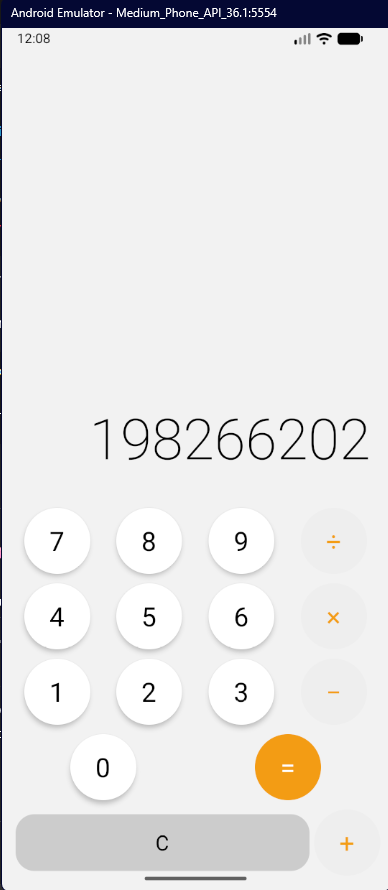 Android Emulator - Medium_Phone_API_36.1:5554
12:08
198266202
7 8 9 ÷
4 5 6 ×
1 2 3 −
0 =
C +